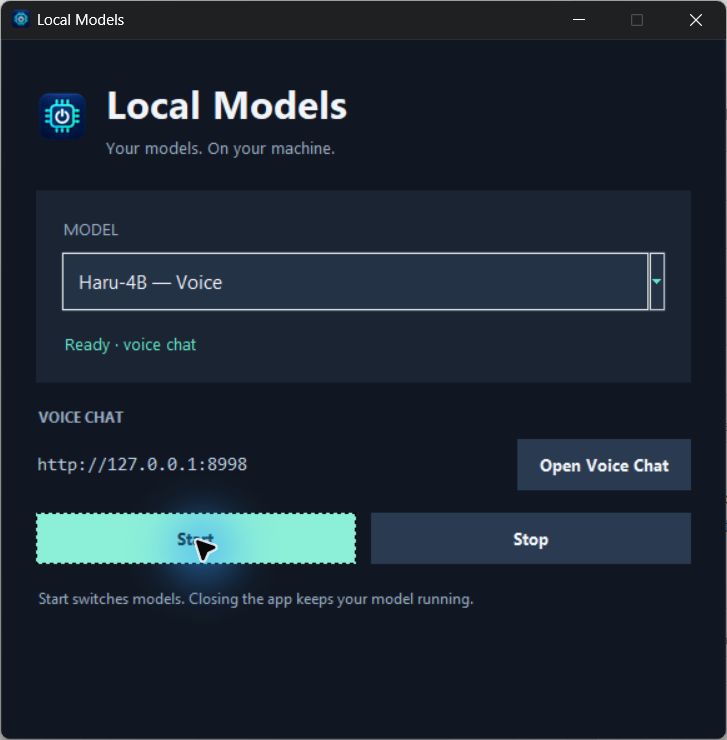 Local Models
Local Models
Your models. On your machine.
MODEL
Haru-4B — Voice
Ready · voice chat
VOICE CHAT
http://127.0.0.1:8998
Open Voice Chat
Start
Stop
Start switches models. Closing the app keeps your model running.